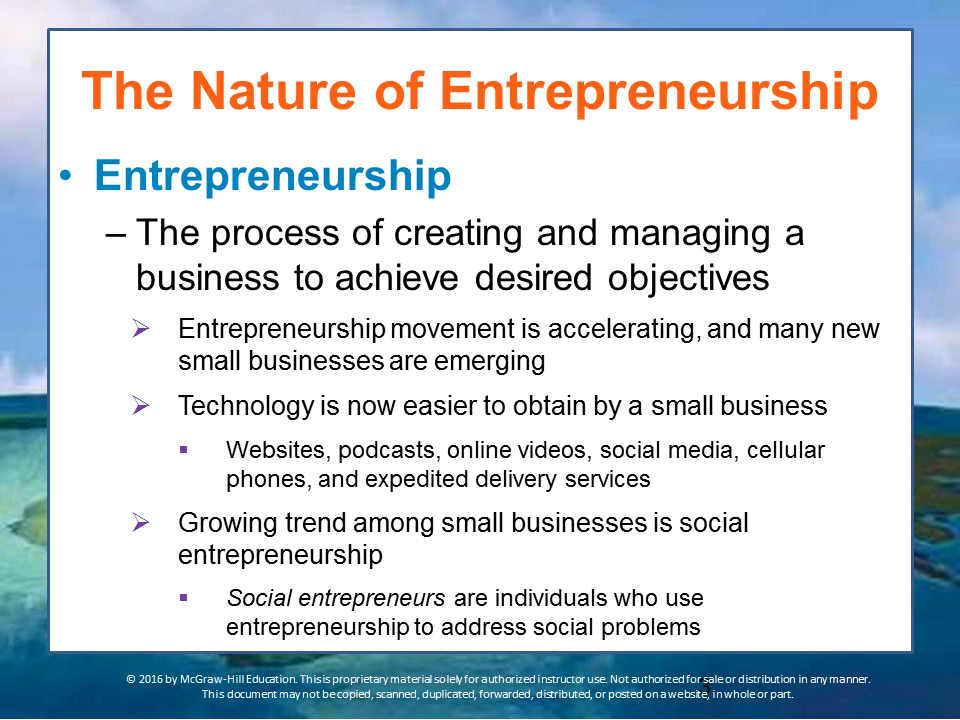 The Nature of Entrepreneurship
• Entrepreneurship
– The process of creating and managing a
business to achieve desired objectives
➢ Entrepreneurship movement is accelerating, and many new
small businesses are emerging
➢ Technology is now easier to obtain by a small business
▪ Websites, podcasts, online videos, social media, cellular
phones, and expedited delivery services
➢ Growing trend among small businesses is social
entrepreneurship
▪ Social entrepreneurs are individuals who use
entrepreneurship to address social problems
© 2016 by McGraw-Hill Education. This is proprietary material solely for authorized instructor use. Not authorized for sale or distribution in any manner.
This document may not be copied, scanned, duplicated, forwarded, distributed, or posted on a website, in whole or part.